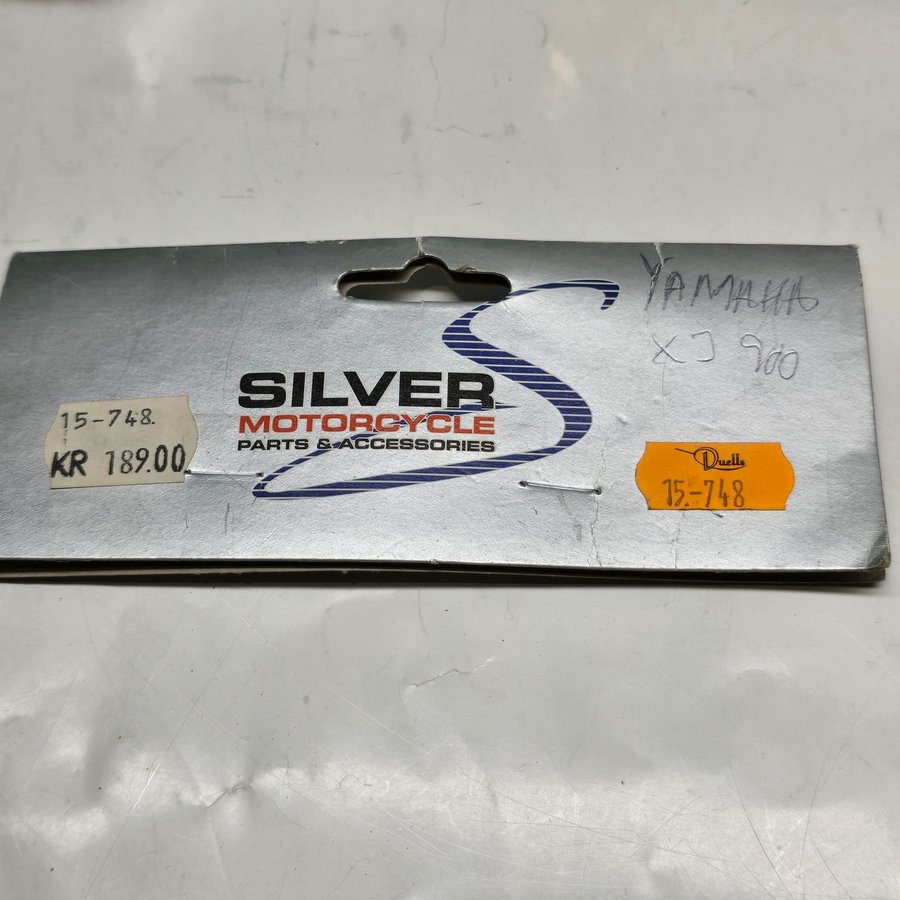 YAMAHA
XJ 900
SILVER
MOTORCYCLE
PARTS & ACCESSORIES
15-748.
KR 189.00
Duells
15.-748